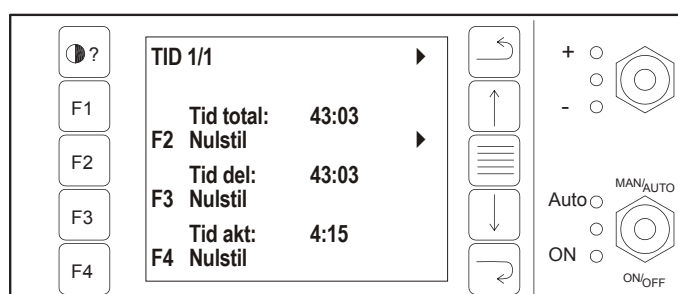 ?
F1
F2
F3
F4
TID 1/1
Tid total: 43:03
F2 Nulstil
Tid del: 43:03
F3 Nulstil
Tid akt: 4:15
F4 Nulstil
+
-
MAN/AUTO
Auto
ON
ON/OFF